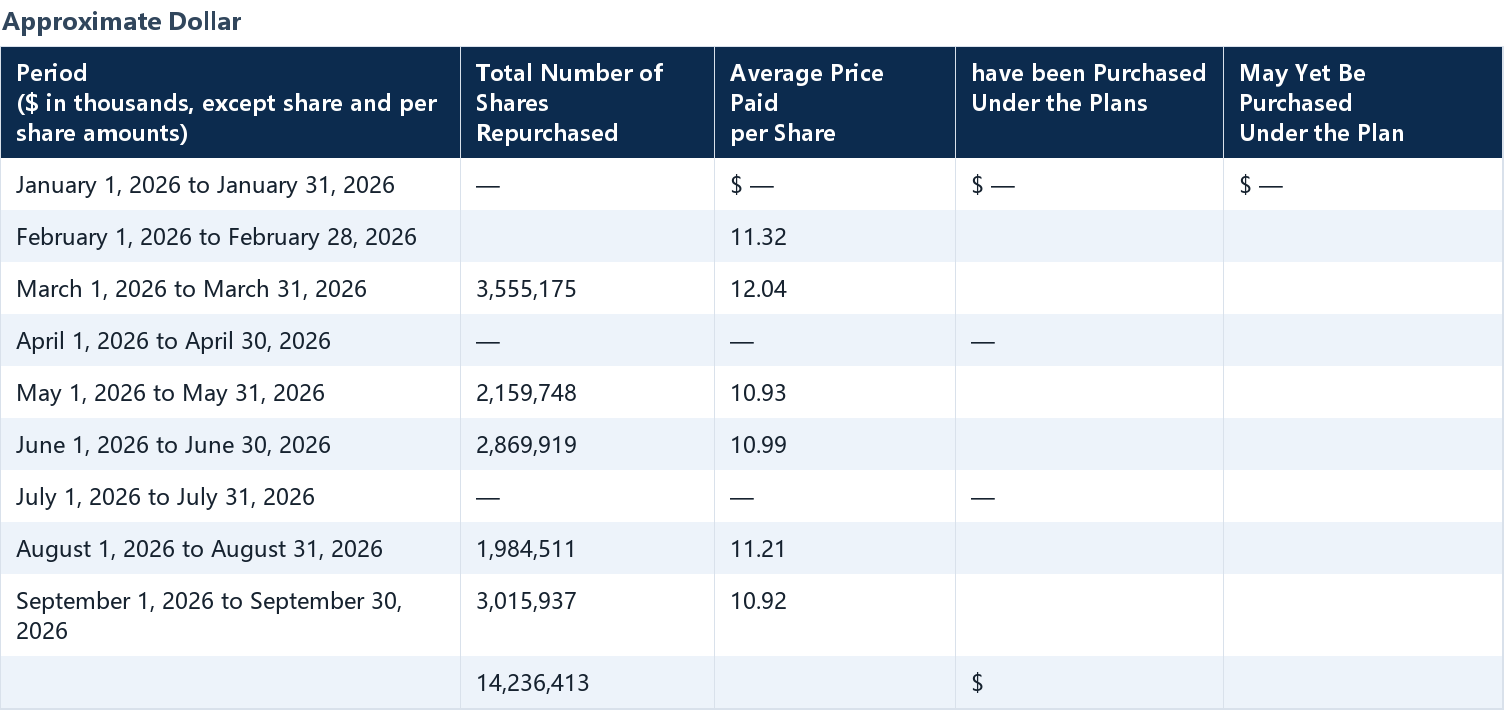 Approximate Dollar
Period
($ in thousands, except share and per
share amounts)
Total Number of
Shares
Repurchased
Average Price
Paid
per Share
have been Purchased
Under the Plans
May Yet Be
Purchased
Under the Plan
January 1, 2026 to January 31, 2026 — $ — $ — $ —
February 1, 2026 to February 28, 2026 11.32
March 1, 2026 to March 31, 2026 3,555,175 12.04
April 1, 2026 to April 30, 2026 — — —
May 1, 2026 to May 31, 2026 2,159,748 10.93
June 1, 2026 to June 30, 2026 2,869,919 10.99
July 1, 2026 to July 31, 2026 — — —
August 1, 2026 to August 31, 2026 1,984,511 11.21
September 1, 2026 to September 30,
2026
3,015,937 10.92
14,236,413 $